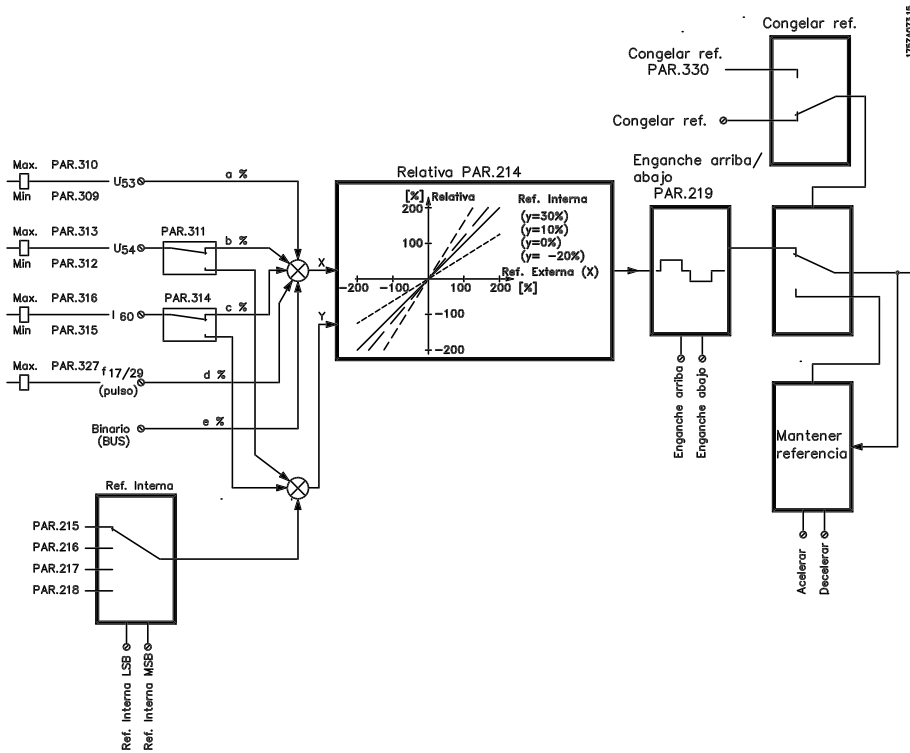 Congelar ref.
175ZA077.15
Congelar ref.
PAR.330
Congelar ref.
Enganche arriba/
abajo
PAR.219
Max. PAR.310
U53
Min PAR.309
a %
Max. PAR.313
U54
Min PAR.312
PAR.311
b %
Max. PAR.316
I 60
Min PAR.315
PAR.314
c %
Max. PAR.327
f 17/29
(pulso)
d %
Binario
(BUS)
e %
X
Y
Relativa PAR.214
[%] Relativa
200
100
-200 -100 100 200
-100
-200
[%]
Ref. Interna
(y=30%)
(y=10%)
(y=0%)
(y= -20%)
Ref. Externa (X)
Enganche arriba
Enganche abajo
Mantener
referencia
Acelerar
Decelerar
Ref. Interna
PAR.215
PAR.216
PAR.217
PAR.218
Ref. Interna LSB
Ref. Interna MSB